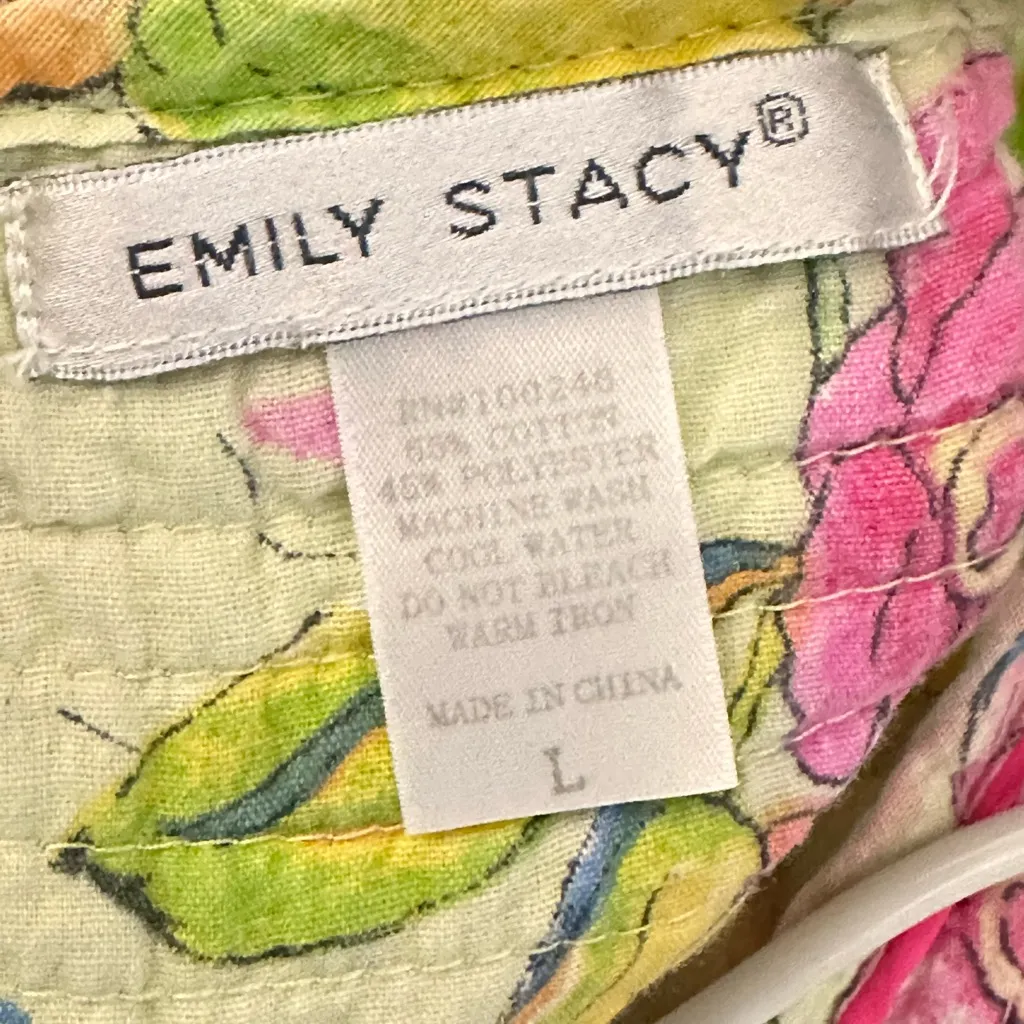 EMILY STACY®
RN#100246
55% COTTON
45% POLYESTER
MACHINE WASH
COOL WATER
DO NOT BLEACH
WARM IRON
MADE IN CHINA
L